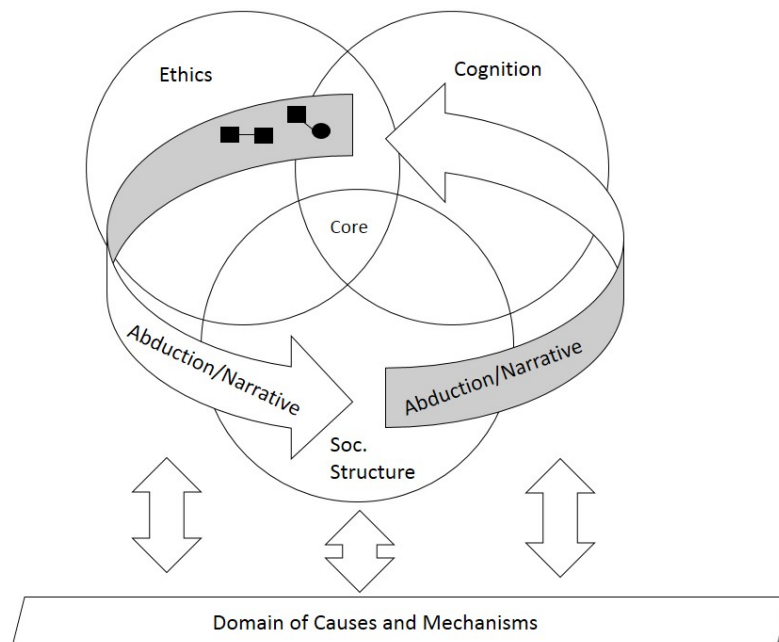 Ethics
Cognition
Core
Abduction/Narrative
Abduction/Narrative
Soc.
Structure
Domain of Causes and Mechanisms